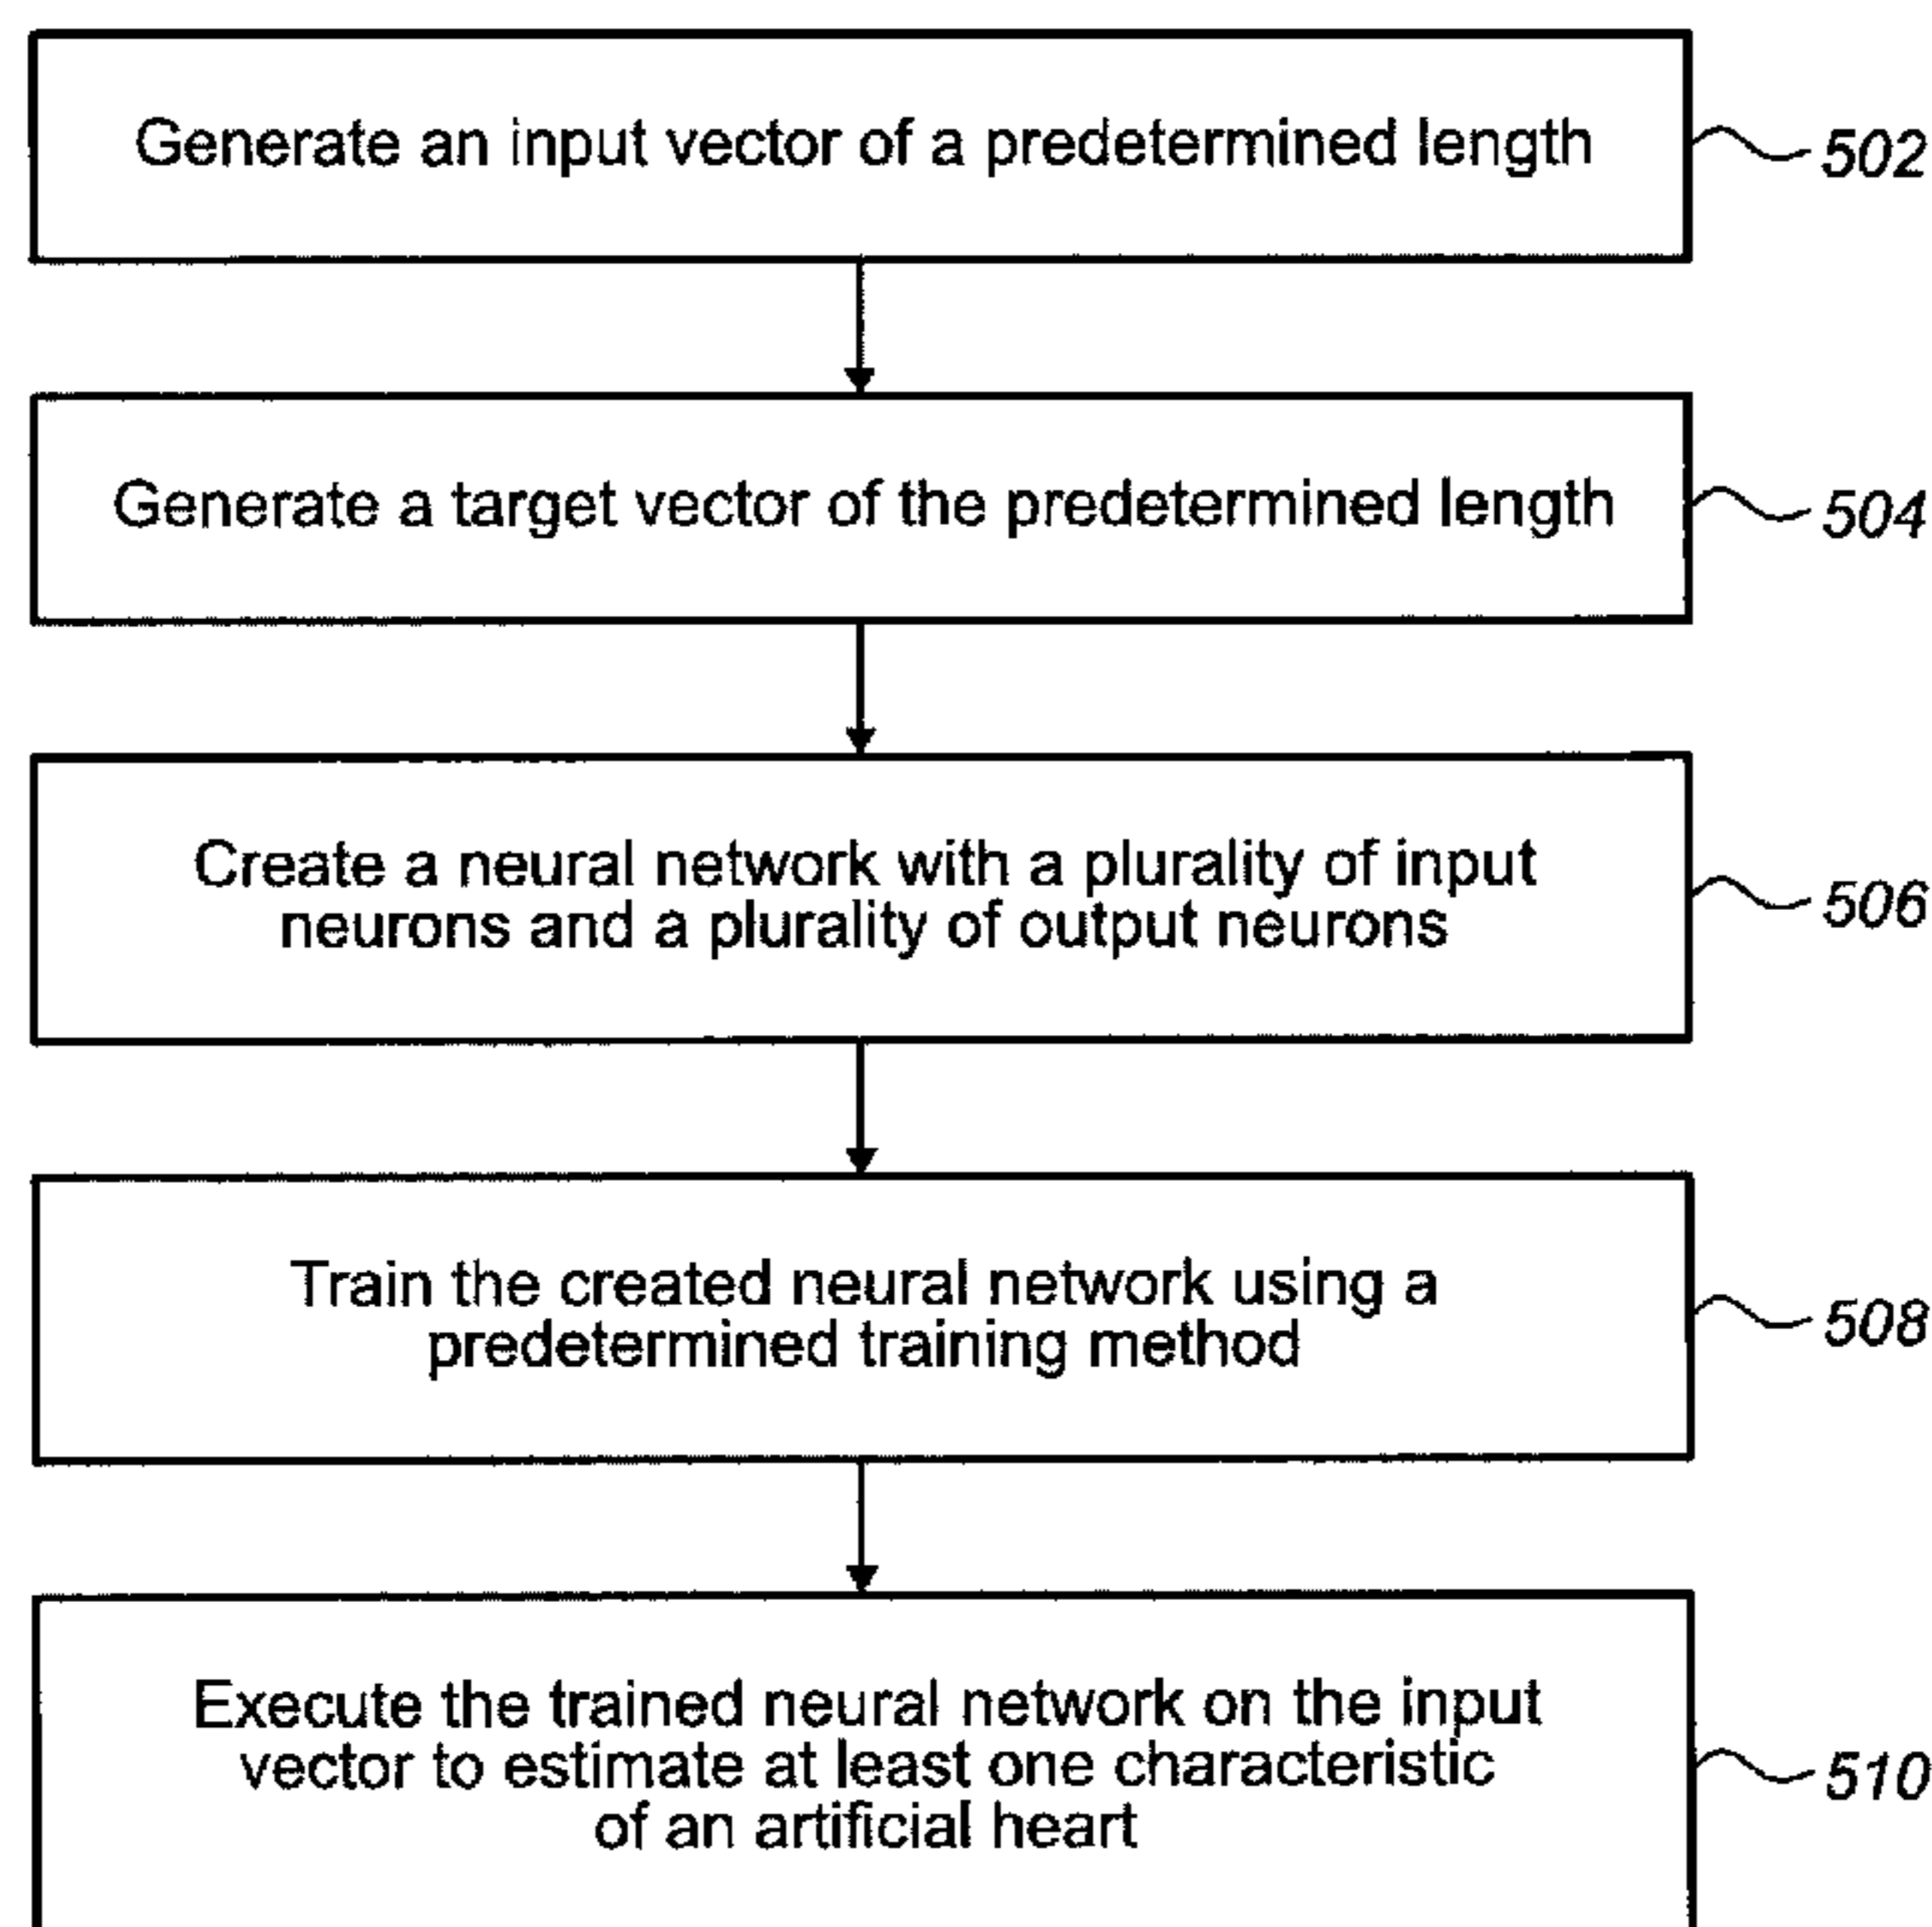 Generate an input vector of a predetermined length
502
Generate a target vector of the predetermined length
504
Create a neural network with a plurality of input
neurons and a plurality of output neurons
506
Train the created neural network using a
predetermined training method
508
Execute the trained neural network on the input
vector to estimate at least one characteristic
of an artificial heart
510